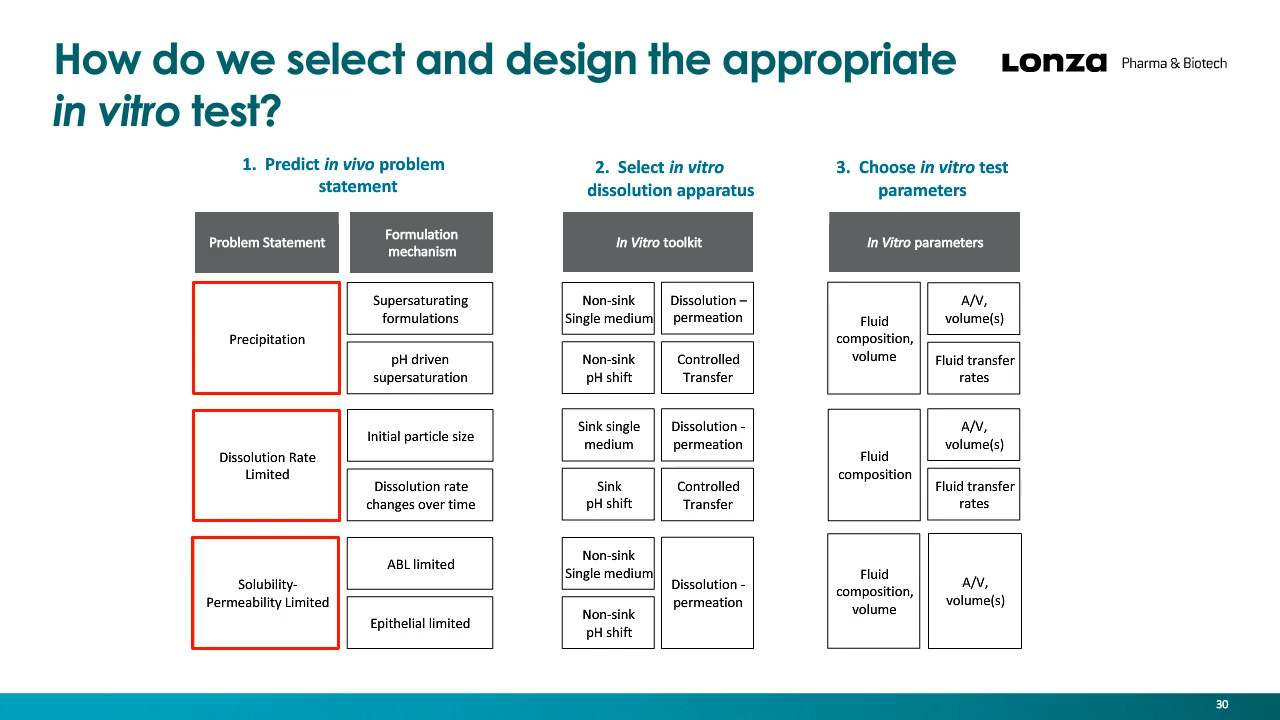 How do we select and design the appropriate
in vitro test?
Lonza Pharma & Biotech
1. Predict in vivo problem
statement
2. Select in vitro
dissolution apparatus
3. Choose in vitro test
parameters
Problem Statement
Formulation
mechanism
In Vitro toolkit
In Vitro parameters
Precipitation
Supersaturating
formulations
pH driven
supersaturation
Non-sink
Single medium
Dissolution –
permeation
Non-sink
pH shift
Controlled
Transfer
Fluid
composition,
volume
A/V,
volume(s)
Fluid transfer
rates
Dissolution Rate
Limited
Initial particle size
Dissolution rate
changes over time
Sink single
medium
Dissolution -
permeation
Sink
pH shift
Controlled
Transfer
Fluid
composition
A/V,
volume(s)
Fluid transfer
rates
Solubility-
Permeability Limited
ABL limited
Epithelial limited
Non-sink
Single medium
Non-sink
pH shift
Dissolution -
permeation
Fluid
composition,
volume
A/V,
volume(s)
30